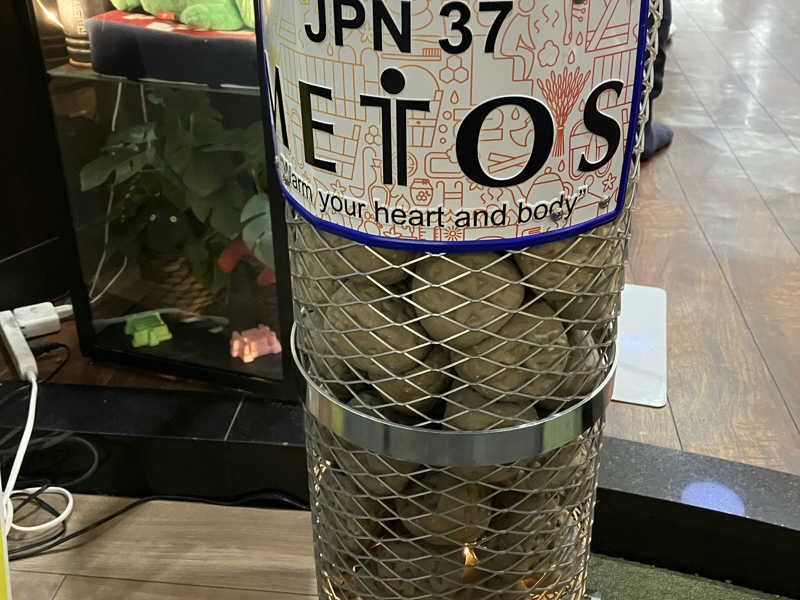 JPN 37
METOS
"Warm your heart and body"